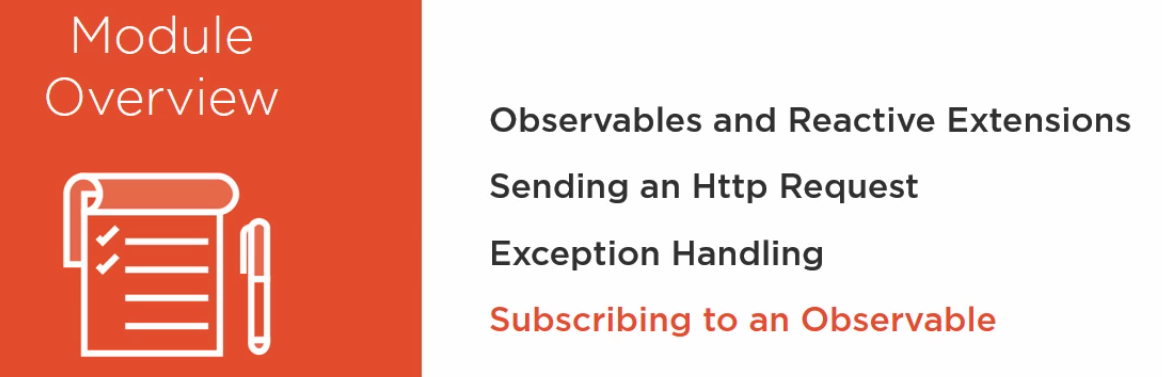 Module
Overview
Observables and Reactive Extensions
Sending an Http Request
Exception Handling
Subscribing to an Observable